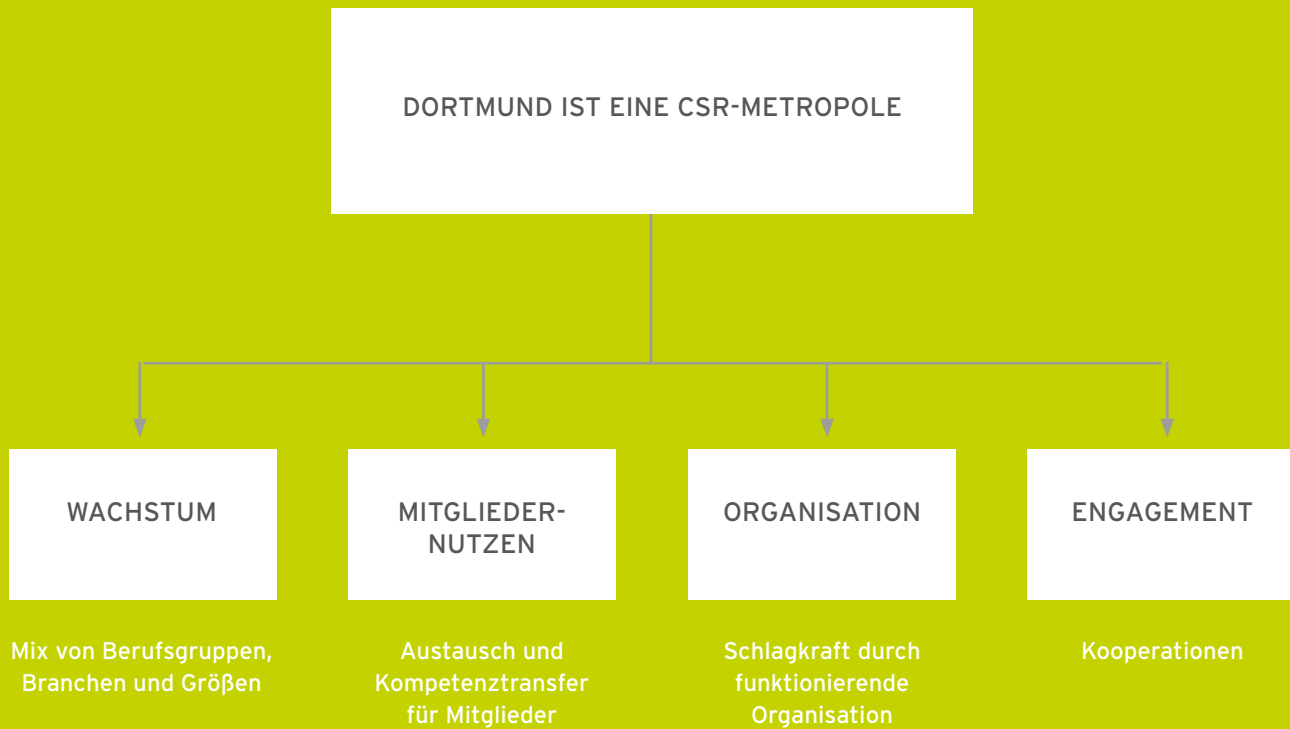 DORTMUND IST EINE CSR-METROPOLE
WACHSTUM
MITGLIEDER-
NUTZEN
ORGANISATION
ENGAGEMENT
Mix von Berufsgruppen,
Branchen und Größen
Austausch und
Kompetenztransfer
für Mitglieder
Schlagkraft durch
funktionierende
Organisation
Kooperationen